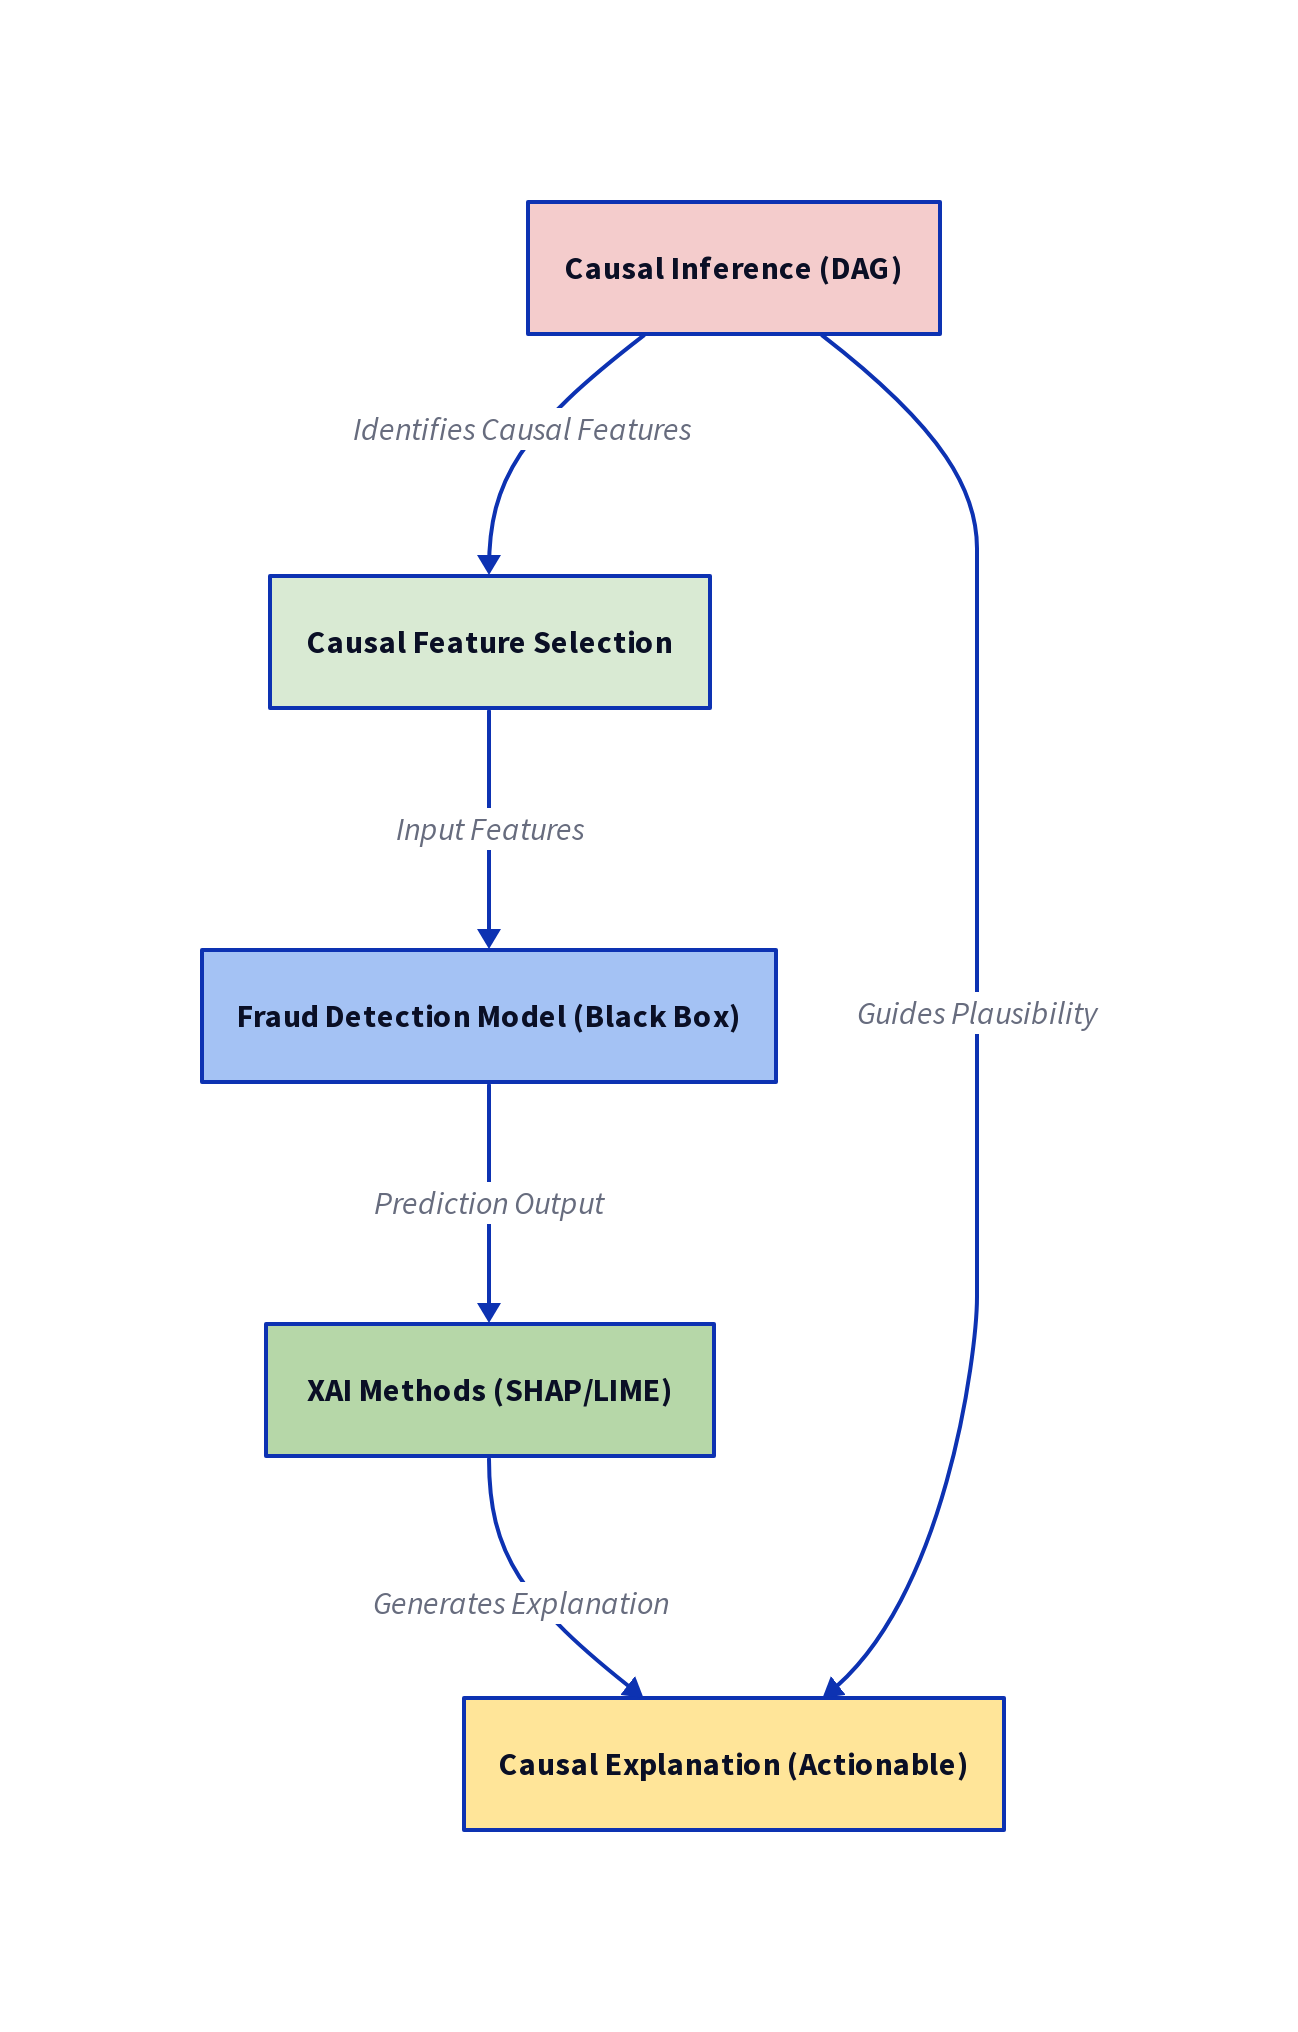 Causal Inference (DAG)
Identifies Causal Features
Causal Feature Selection
Input Features
Fraud Detection Model (Black Box)
Guides Plausibility
Prediction Output
XAI Methods (SHAP/LIME)
Generates Explanation
Causal Explanation (Actionable)